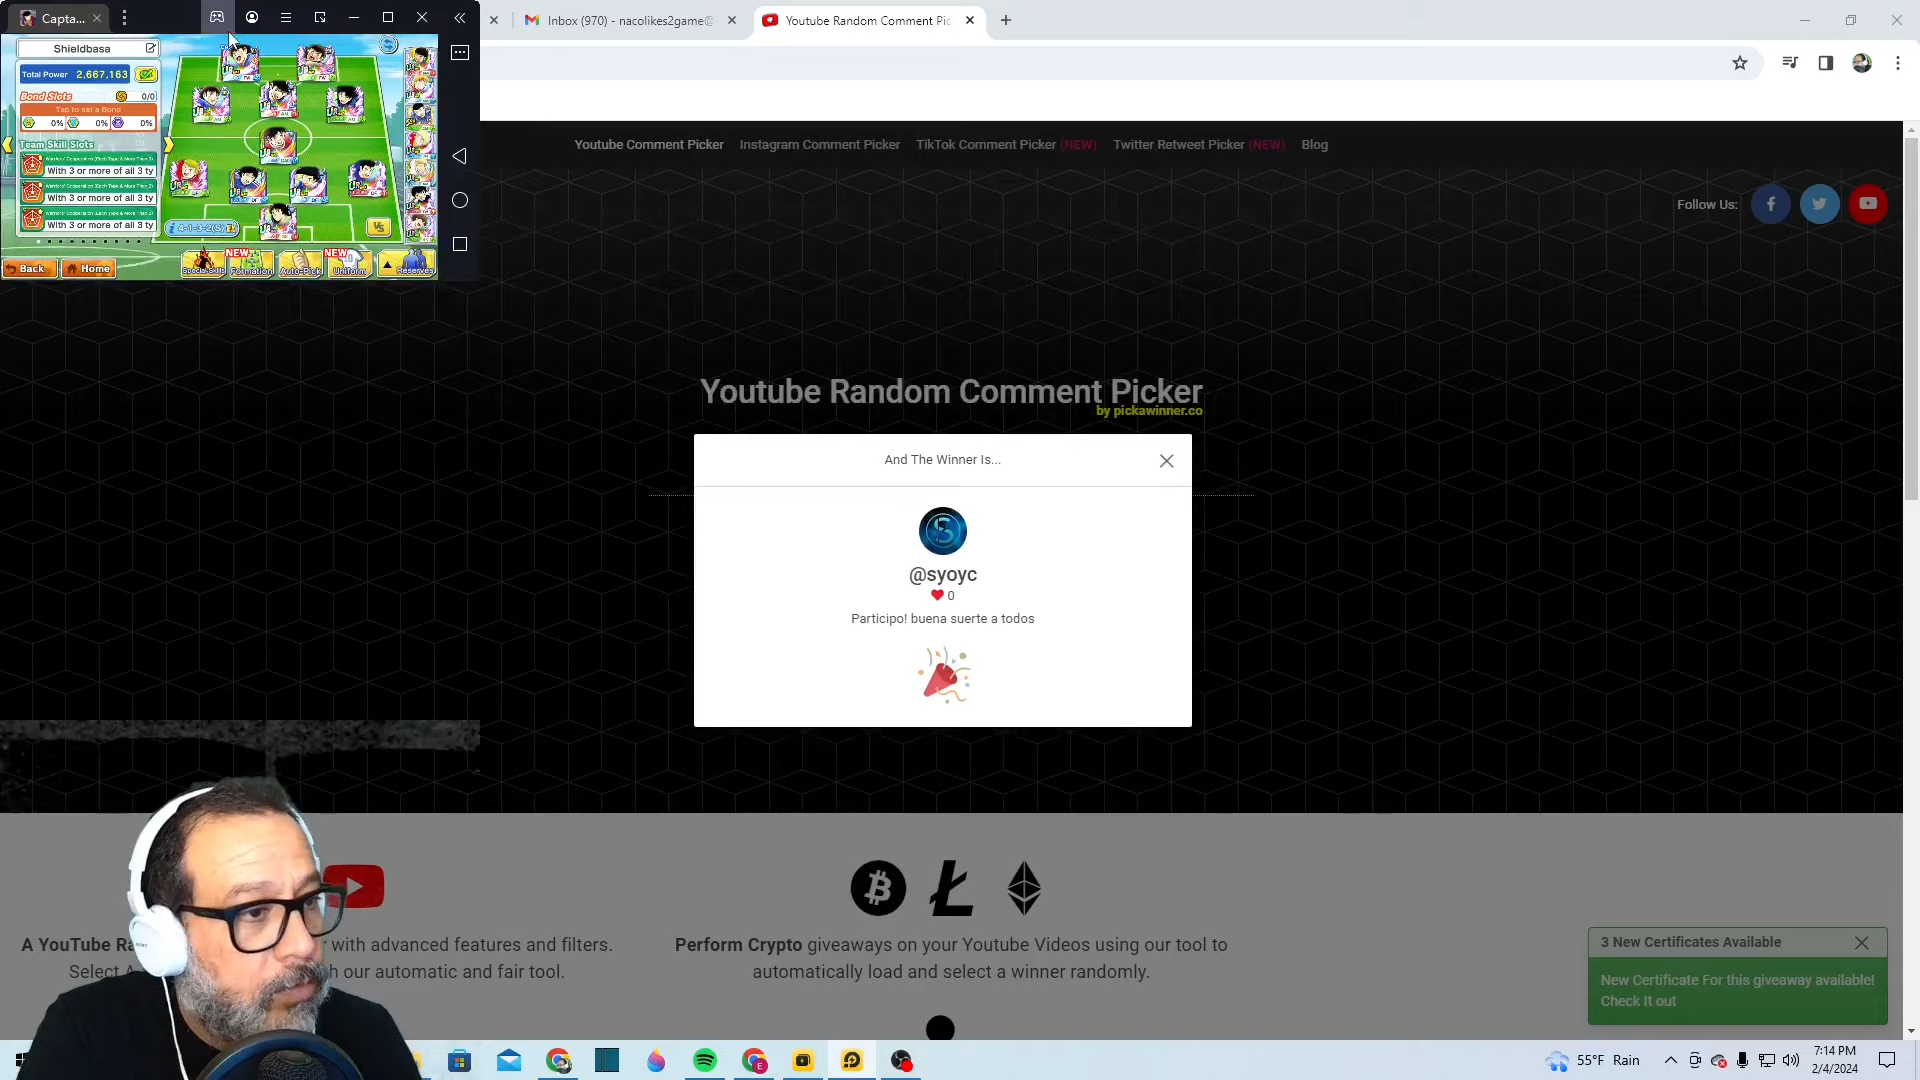 Capta...
Inbox (970) - nacolikes2game@
Youtube Random Comment Pic
Shieldbasa
Total Power 2,667,163
Bond Slots 0/0
Tap to set a Bond
0% 0% 0%
Team Skill Slots
With 3 or more of all 3 ty
With 3 or more of all 3 ty
With 3 or more of all 3 ty
4-1-3-2(S)
VS
NEW NEW
Special Skills Formation Auto-Pick Uniform Reserves
Back Home
Youtube Comment Picker Instagram Comment Picker TikTok Comment Picker (NEW) Twitter Retweet Picker (NEW) Blog
Follow Us:
Youtube Random Comment Picker
by pickawinner.co
And The Winner Is...
@syoyc
0
Participo! buena suerte a todos
A YouTube Ra
r with advanced features and filters.
Select A
h our automatic and fair tool.
Perform Crypto giveaways on your Youtube Videos using our tool to
automatically load and select a winner randomly.
3 New Certificates Available
New Certificate For this giveaway available!
Check It out
55°F Rain
7:14 PM
2/4/2024